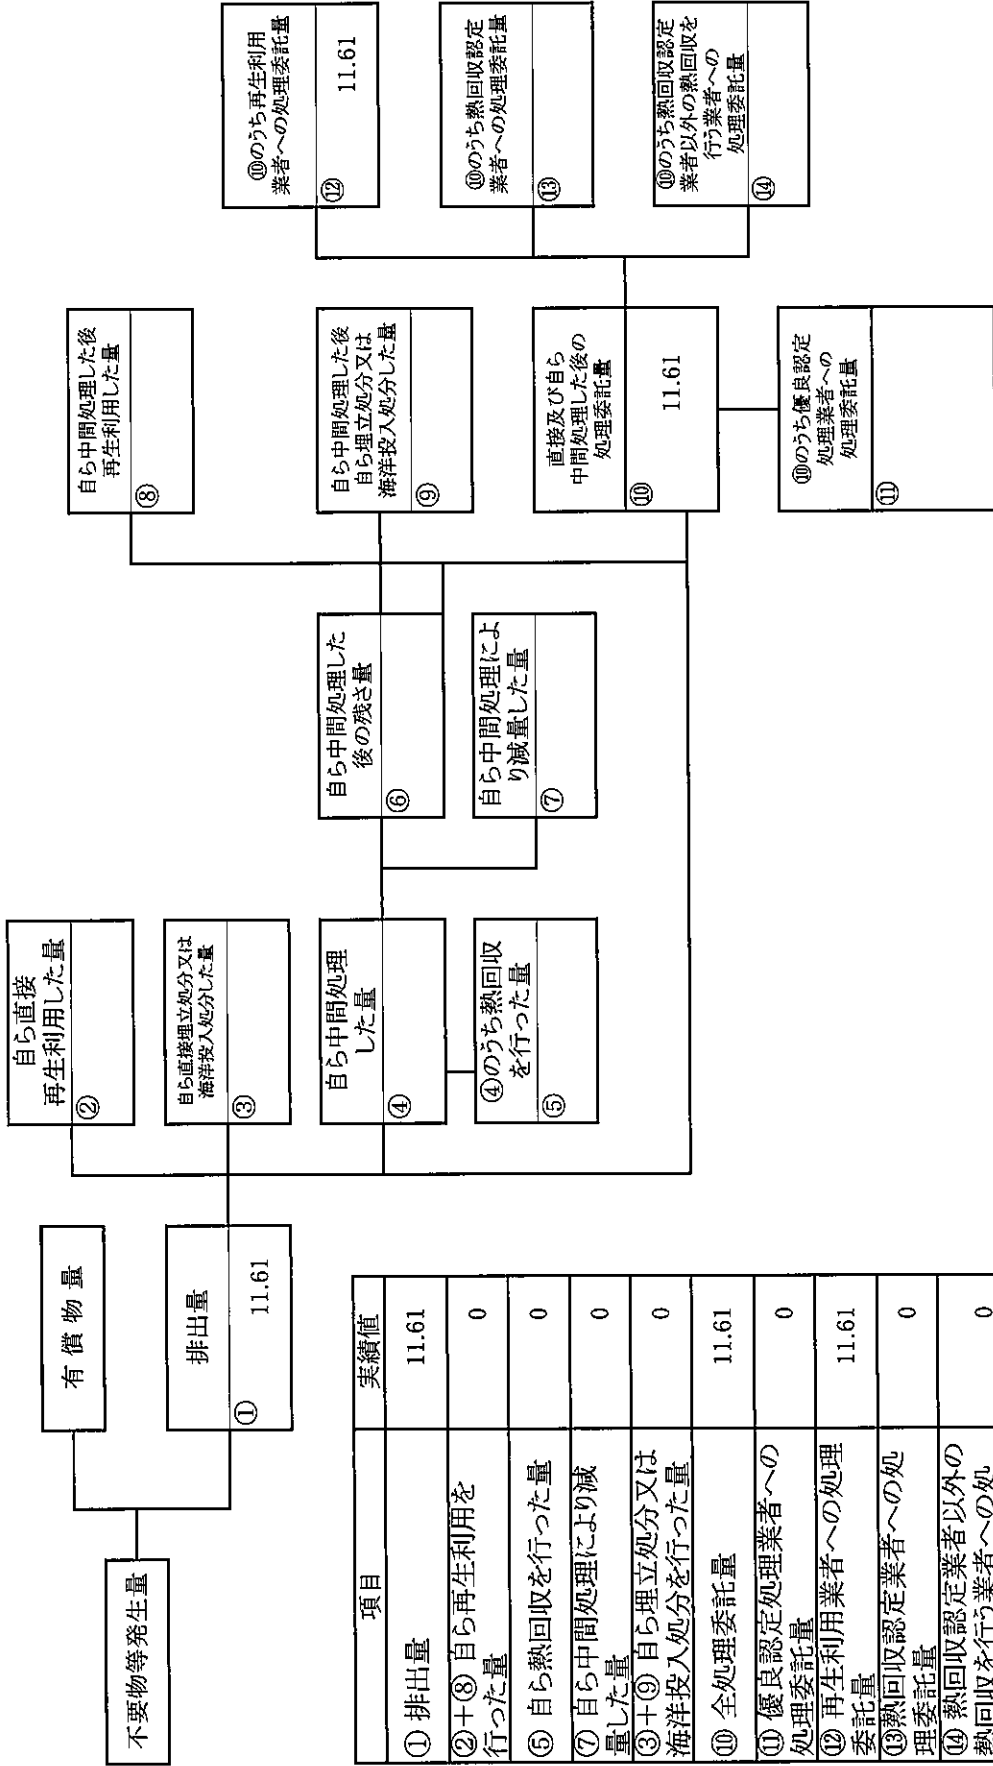 不要物等発生量
有償物量
排出量
①
11.61
自ら直接
再生利用した量
②
自ら直接埋立処分又は
海洋投入処分した量
③
自ら中間処理
した量
④
④のうち熱回収
を行った量
⑤
自ら中間処理した
後の残さ量
⑥
自ら中間処理によ
り減量した量
⑦
自ら中間処理した後
再生利用した量
⑧
自ら中間処理した後
自ら埋立処分又は
海洋投入処分した量
⑨
直接及び自ら
中間処理した後の
処理委託量
⑩
11.61
⑩のうち優良認定
処理業者への
処理委託量
⑪
⑩のうち再生利用
業者への処理委託量
⑫
11.61
⑩のうち熱回収認定
業者への処理委託量
⑬
⑩のうち熱回収認定
業者以外の熱回収を
行う業者への
処理委託量
⑭
項目 実績値
① 排出量 11.61
②+⑧ 自ら再生利用を
行った量 0
⑤ 自ら熱回収を行った量 0
⑦ 自ら中間処理により減
量した量 0
③+⑨ 自ら埋立処分又は
海洋投入処分を行った量 0
⑩ 全処理委託量 11.61
⑪ 優良認定処理業者への
処理委託量 0
⑫ 再生利用業者への処理
委託量 11.61
⑬熱回収認定業者への処
理委託量 0
⑭ 熱回収認定業者以外の
熱回収を行う業者への処 0